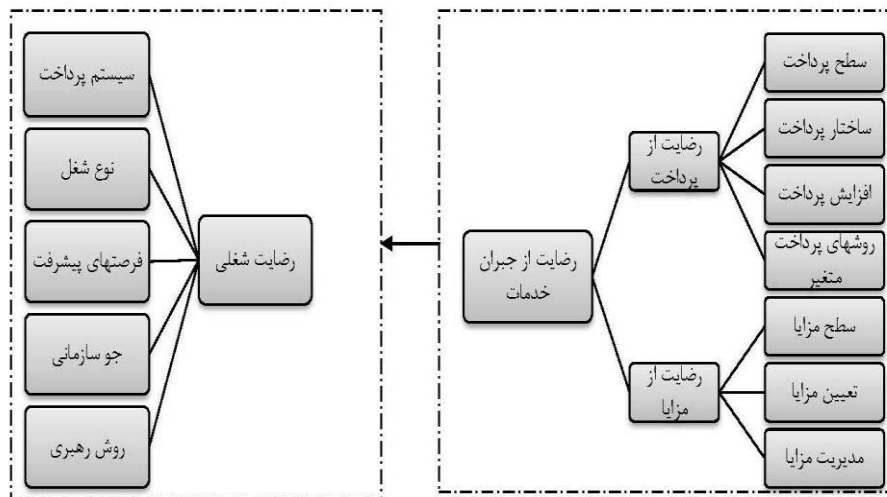 سطح پرداخت
ساختار پرداخت
افزایش پرداخت
روشهای پرداخت
متغیر
سطح مزایا
تعیین مزایا
مدیریت مزایا
رضایت از
پرداخت
رضایت از
مزایا
رضایت از جبران
خدمات
رضایت شغلی
سیستم پرداخت
نوع شغل
فرصتهای پیشرفت
جو سازمانی
روش رهبری